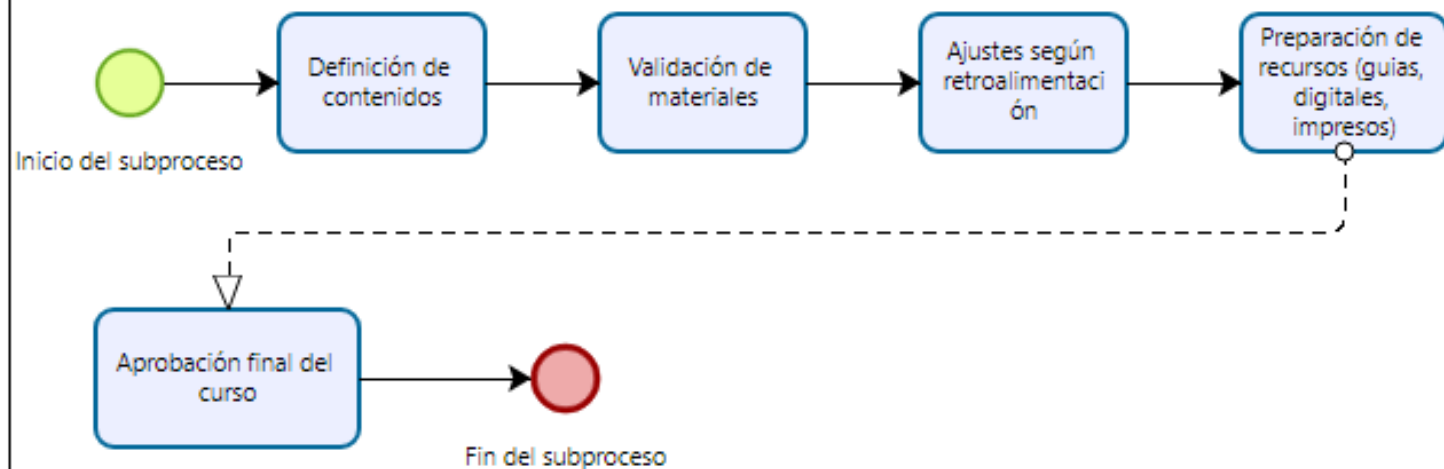 Definición de
contenidos
Validación de
materiales
Ajustes según
retroalimentaci
ón
Preparación de
recursos (guias,
digitales,
impresos)
Inicio del subproceso
Aprobación final del
curso
Fin del subproceso